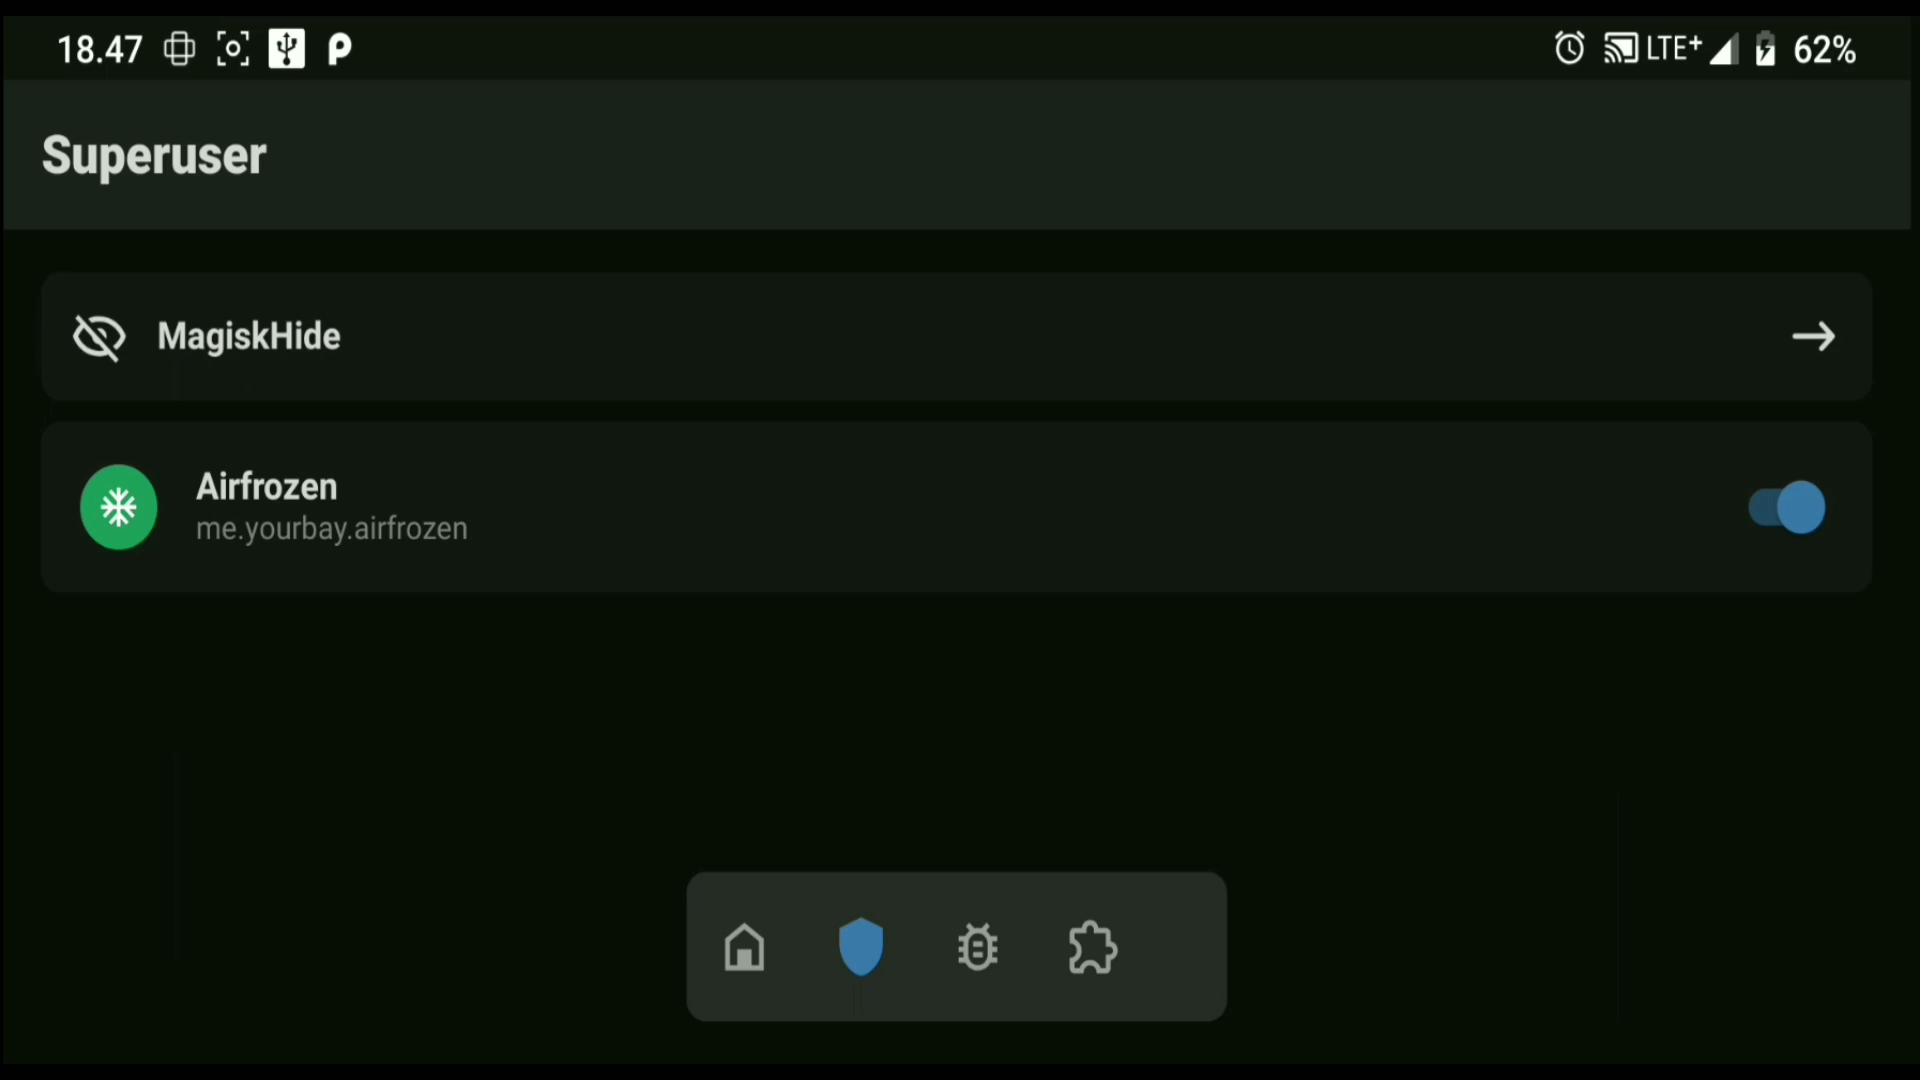 18.47
LTE+
62%
Superuser
MagiskHide
Airfrozen
me.yourbay.airfrozen